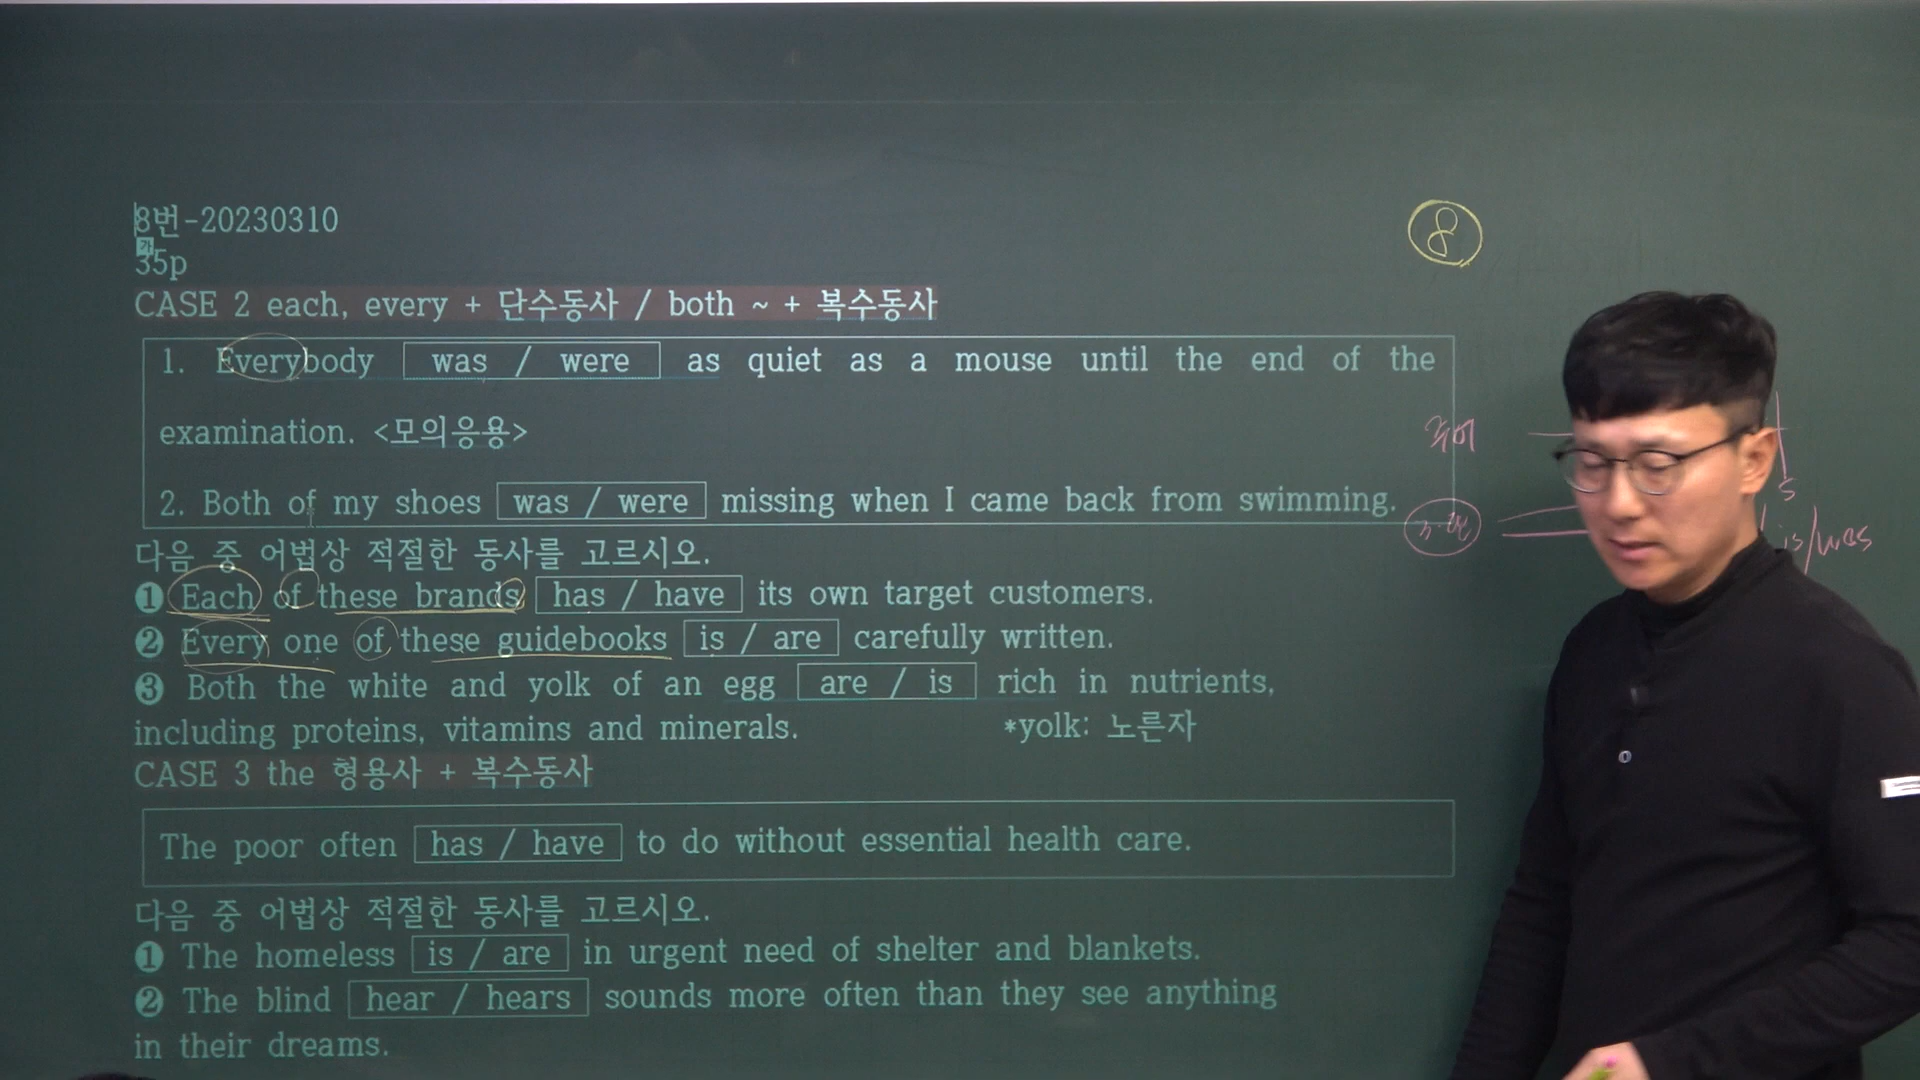 8번-20230310
⑧
35p
CASE 2 each, every + 단수동사 / both ~ + 복수동사
1. Everybody was / were as quiet as a mouse until the end of the
examination. <모의응용>
2. Both of my shoes was / were missing when I came back from swimming.
s
is/was
다음 중 어법상 적절한 동사를 고르시오.
❶ Each of these brands has / have its own target customers.
❷ Every one of these guidebooks is / are carefully written.
❸ Both the white and yolk of an egg are / is rich in nutrients,
including proteins, vitamins and minerals. *yolk: 노른자
CASE 3 the 형용사 + 복수동사
The poor often has / have to do without essential health care.
다음 중 어법상 적절한 동사를 고르시오.
❶ The homeless is / are in urgent need of shelter and blankets.
❷ The blind hear / hears sounds more often than they see anything
in their dreams.